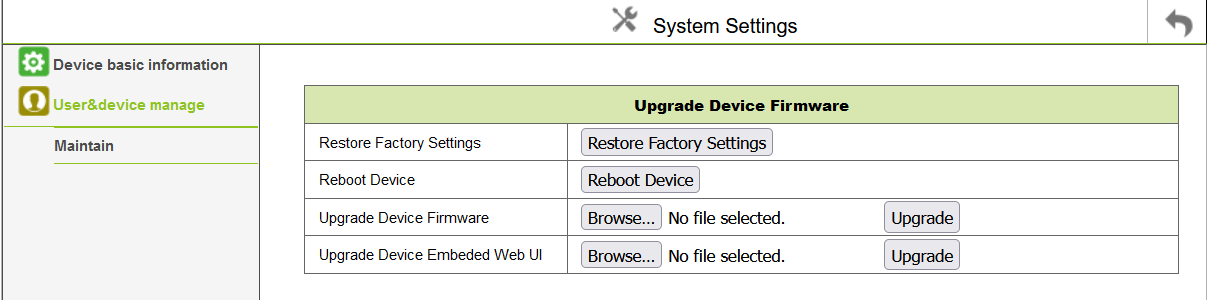 System Settings
Device basic information
User&device manage
Maintain
Upgrade Device Firmware
Restore Factory Settings Restore Factory Settings
Reboot Device Reboot Device
Upgrade Device Firmware Browse... No file selected. Upgrade
Upgrade Device Embeded Web UI Browse... No file selected. Upgrade